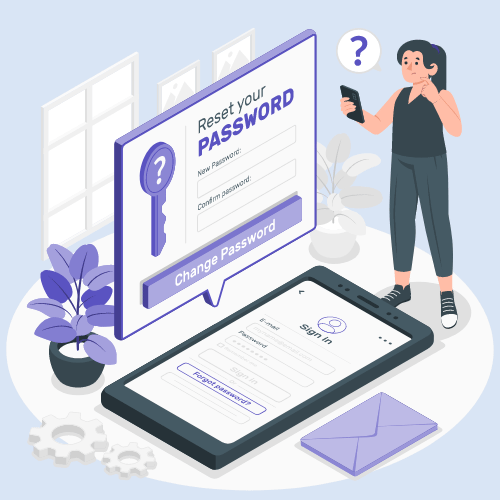 ?
Reset your
PASSWORD
?
New Password:
Confirm password:
Change Password
Sign In
E-mail
Password
********
Sign in
Forgot password?